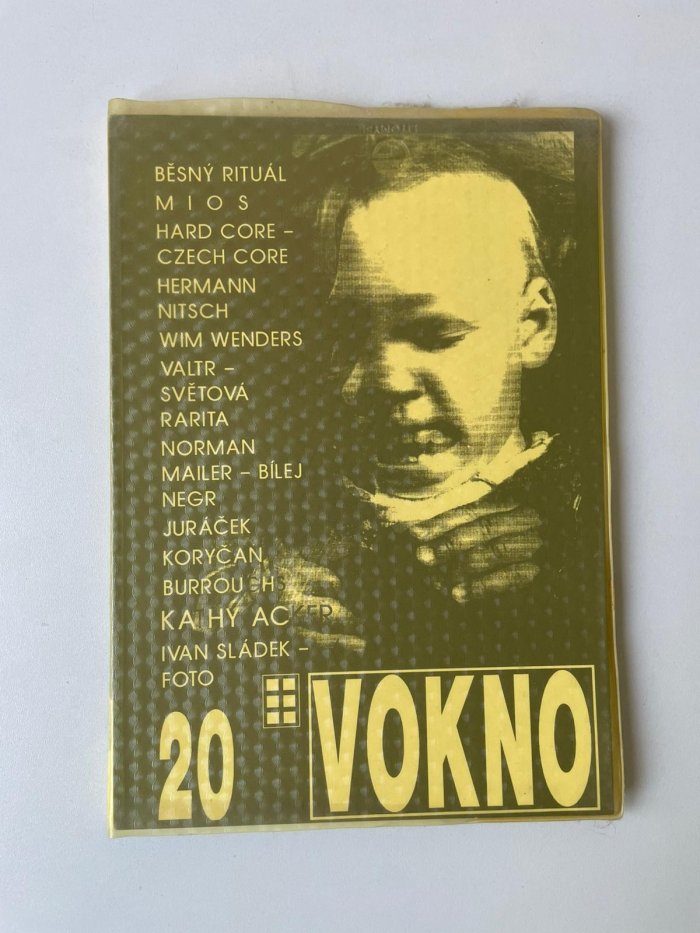 BĚSNÝ RITUÁL
M I O S
HARD CORE –
CZECH CORE
HERMANN
NITSCH
WIM WENDERS
VALTR –
SVĚTOVÁ
RARITA
NORMAN
MAILER – BÍLEJ
NEGR
JURÁČEK
KORYČAN
BURROUGHS
KATHY ACKER
IVAN SLÁDEK –
FOTO
20
VOKNO